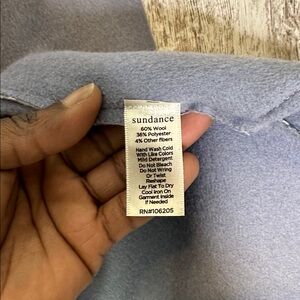 sundance
60% Wool
36% Polyester
4% Other fibers
Hand Wash Cold
With Like Colors
Mild Detergent
Do Not Bleach
Do Not Wring
Or Twist
Reshape
Lay Flat To Dry
Cool Iron On
Garment Inside
If Needed
RN#106205